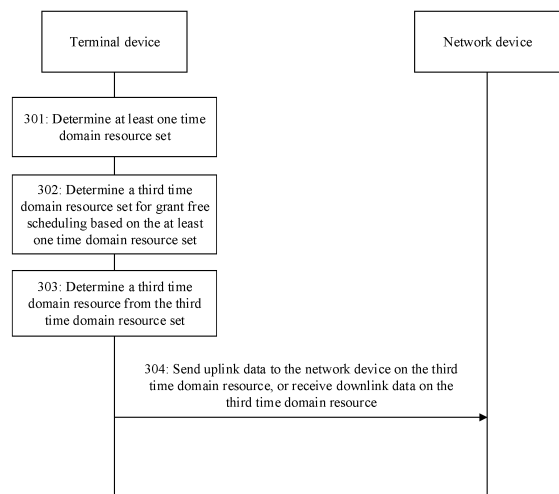 Terminal device
Network device
301: Determine at least one time
domain resource set
302: Determine a third time
domain resource set for grant free
scheduling based on the at least
one time domain resource set
303: Determine a third time
domain resource from the third
time domain resource set
304: Send uplink data to the network device on the third
time domain resource, or receive downlink data on the
third time domain resource